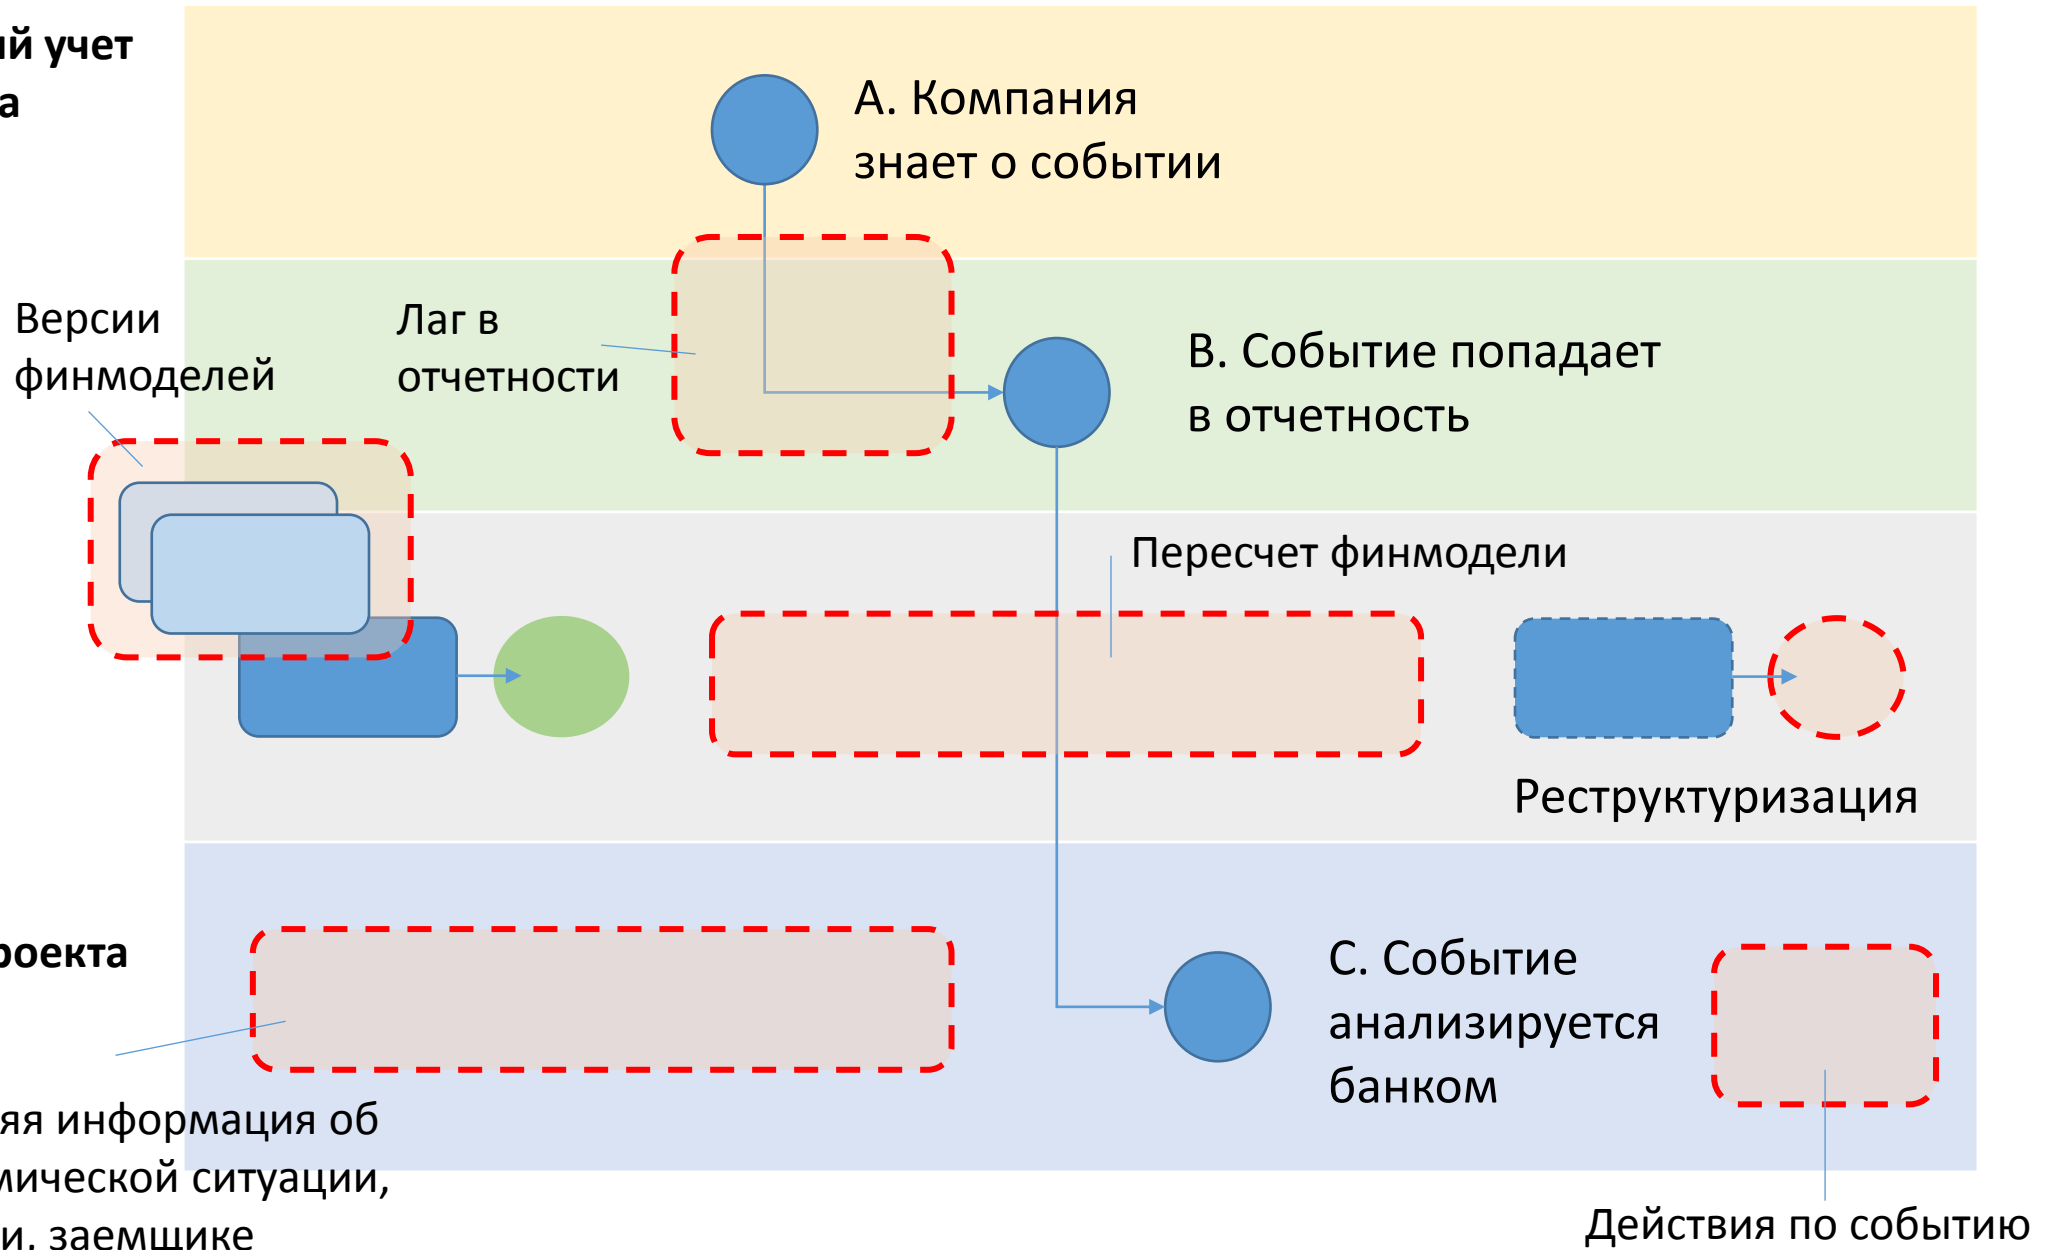 ый учет
а
А. Компания
знает о событии
Версии
финмоделей
Лаг в
отчетности
В. Событие попадает
в отчетность
Пересчет финмодели
Реструктуризация
роекта
С. Событие
анализируется
банком
яя информация об
мической ситуации,
и, заемщике
Действия по событию